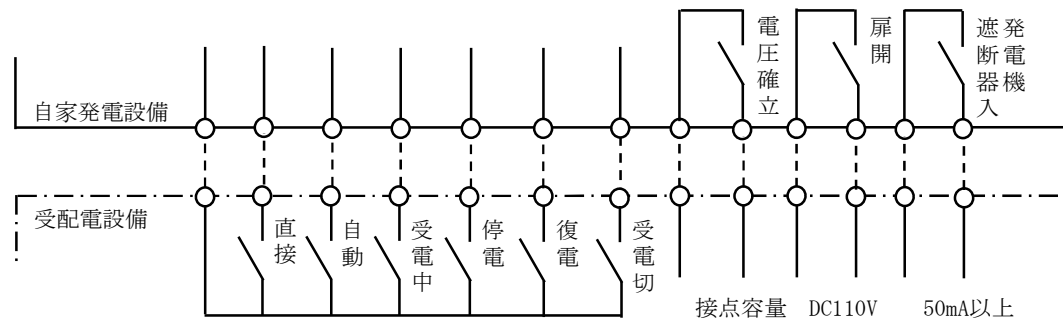 電圧確立
扉開
発電機
遮断器入
自家発電設備
受配電設備
直接
自動
受電中
停電
復電
受電切
接点容量 DC110V 50mA以上